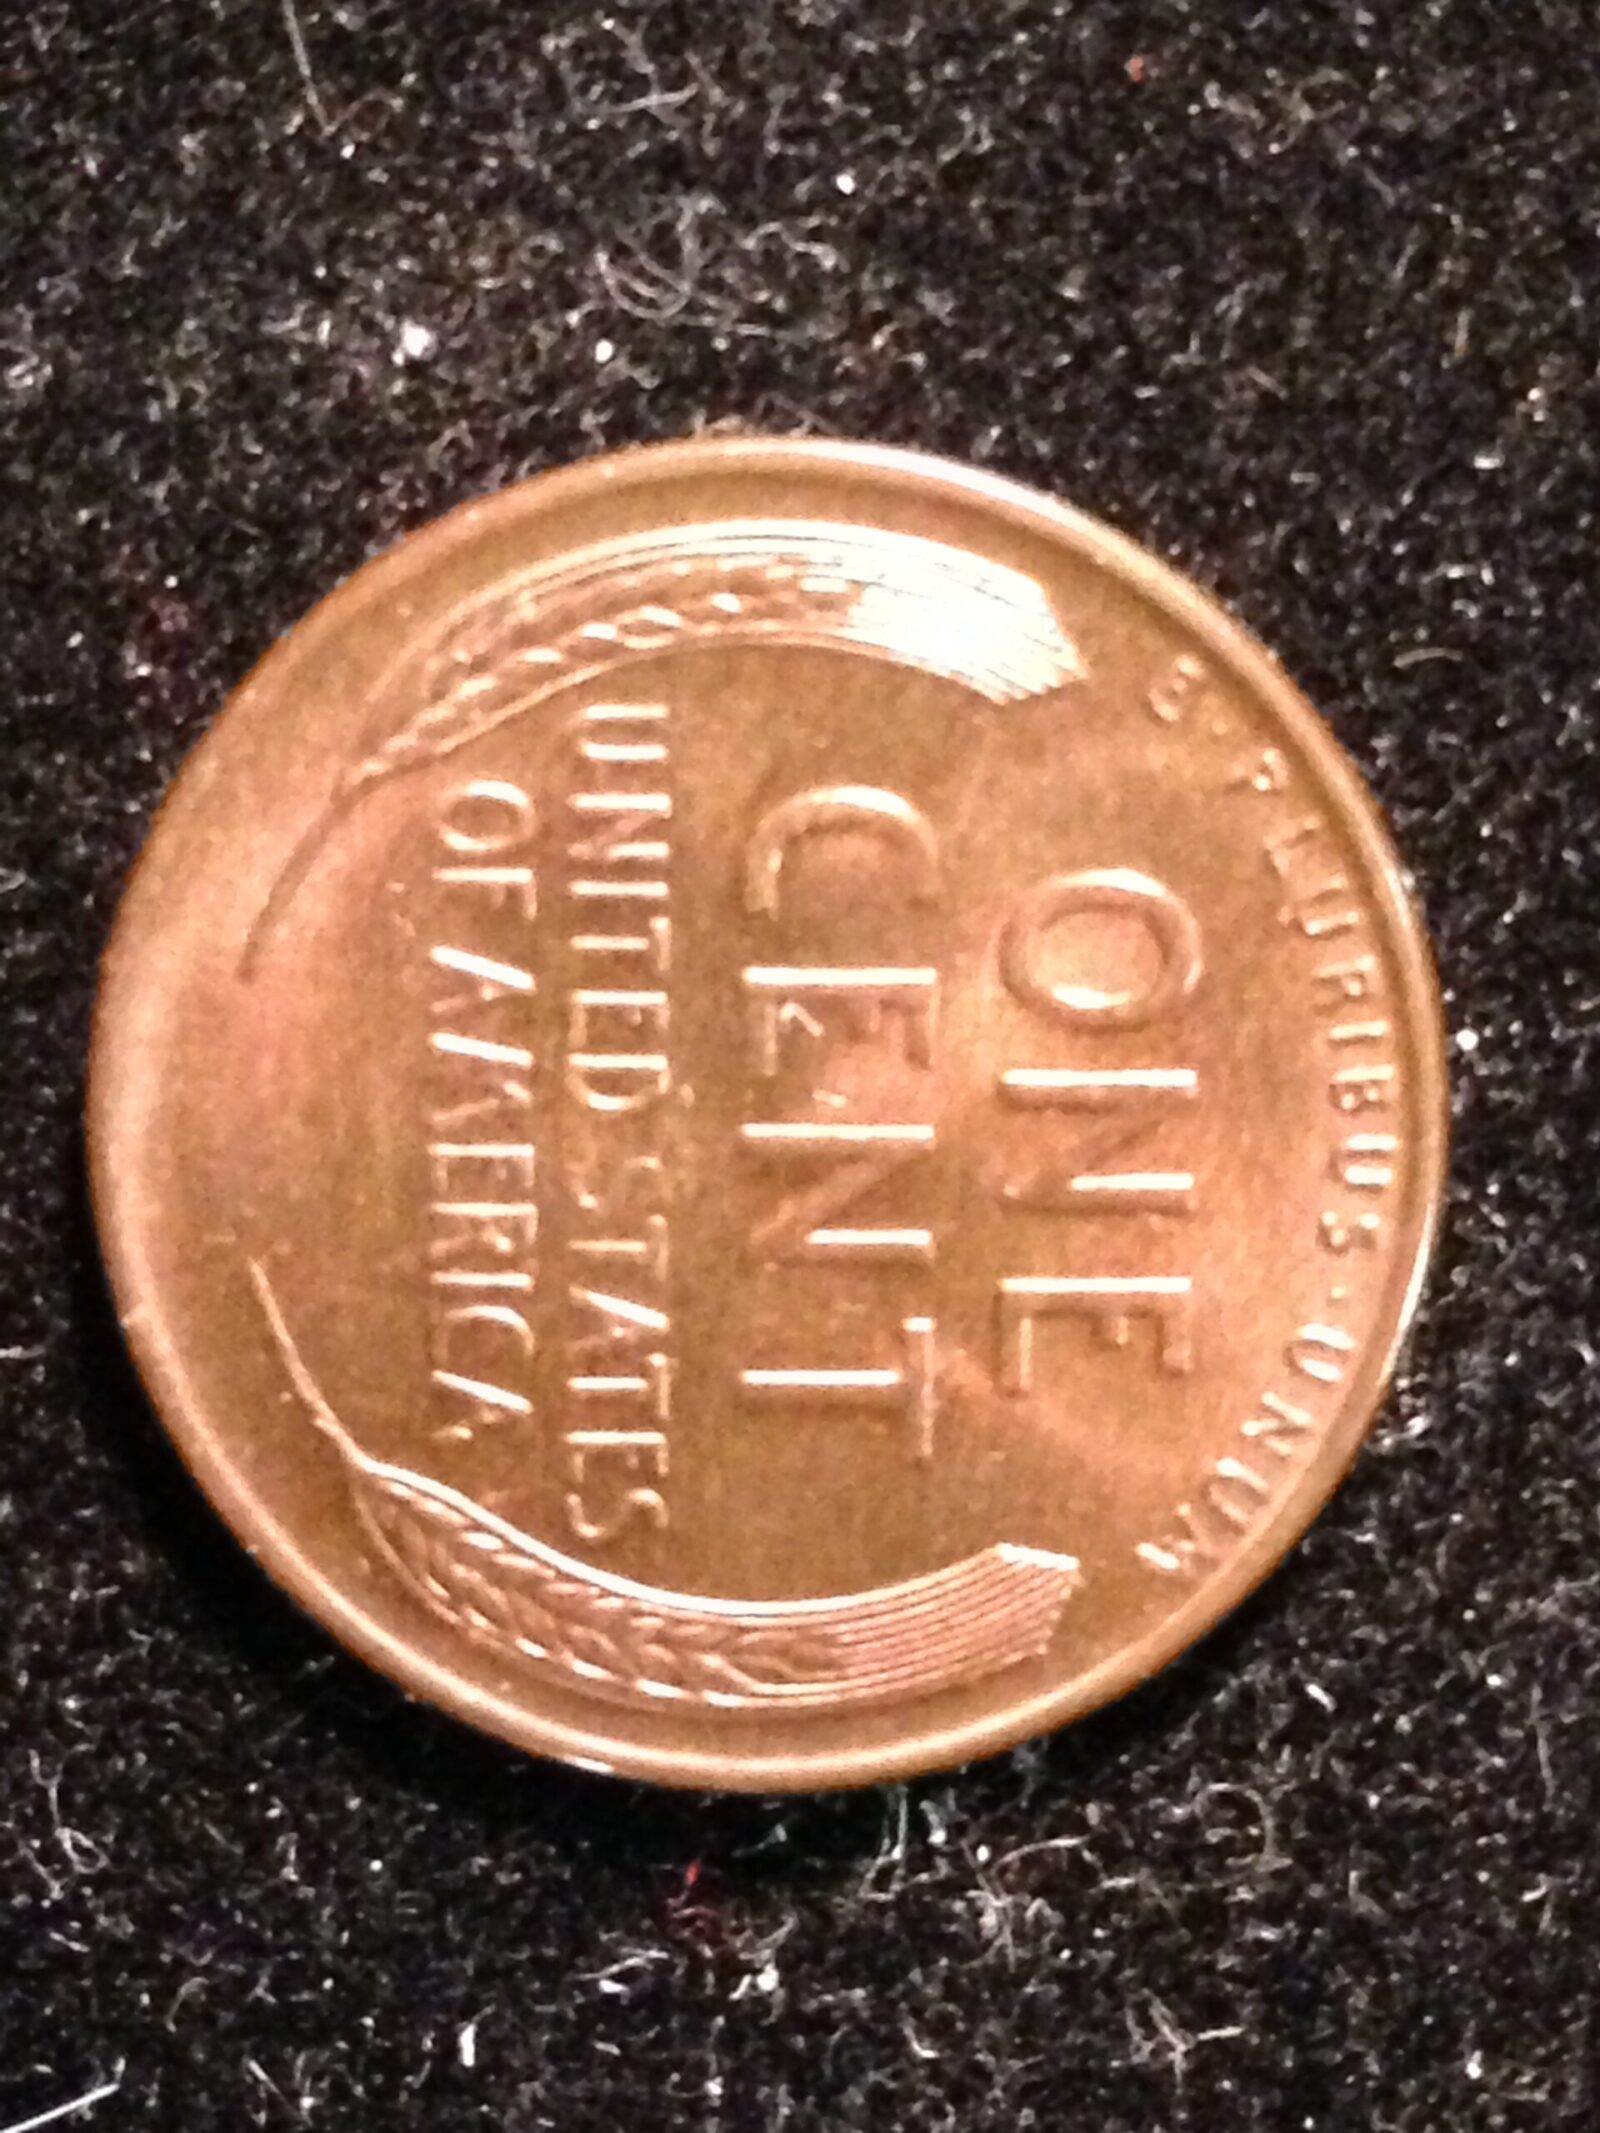 E·PLURIBUS·UNUM
ONE
CENT
UNITED STATES
OF AMERICA